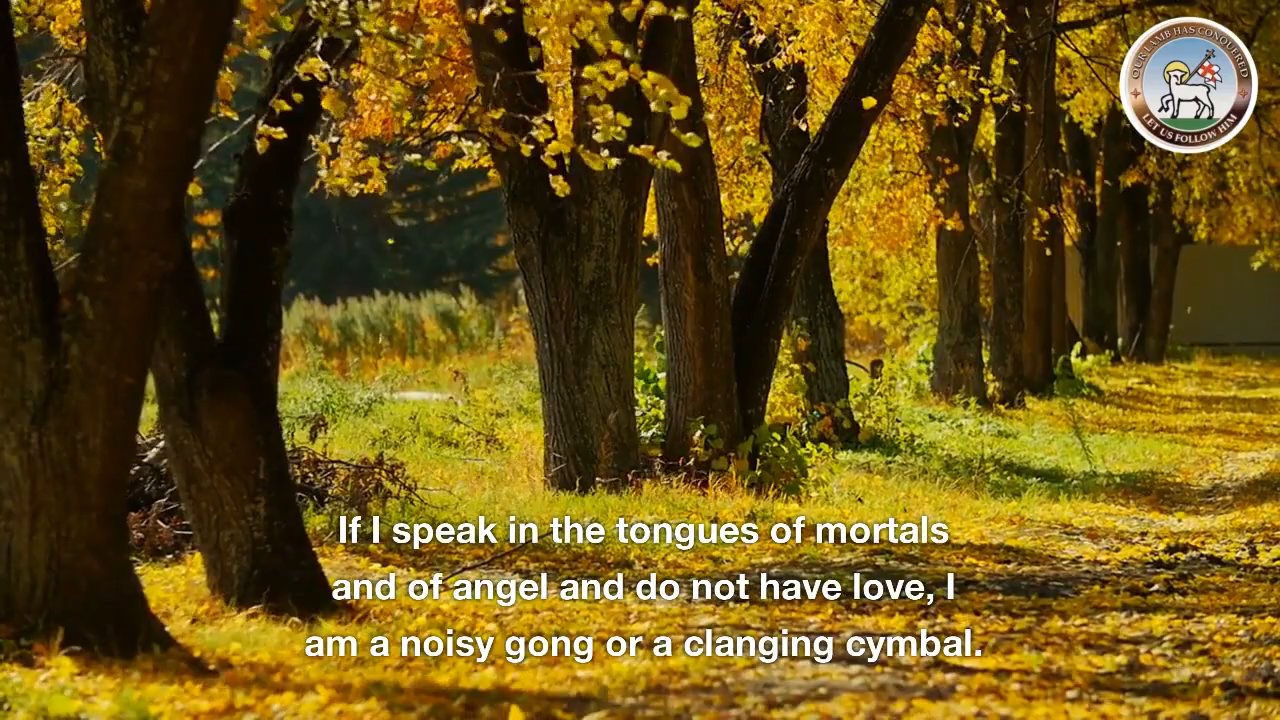 OUR LAMB HAS CONQUERED
LET US FOLLOW HIM
If I speak in the tongues of mortals
and of angel and do not have love, I
am a noisy gong or a clanging cymbal.